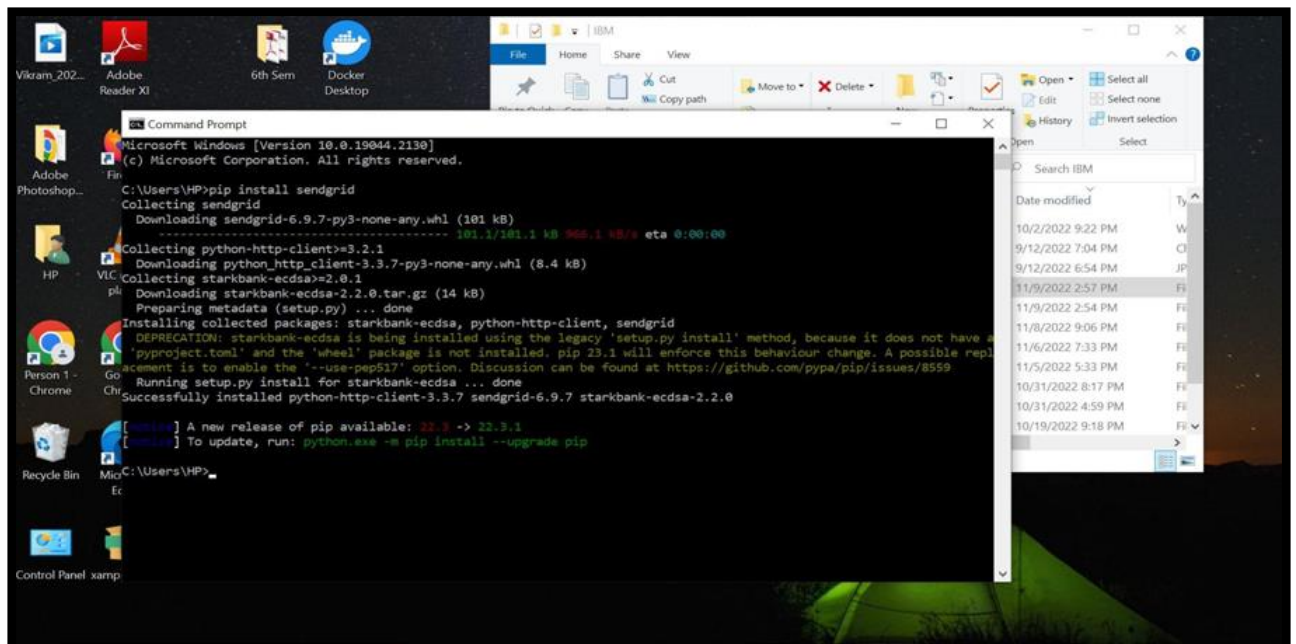 Vikram_202...
Adobe
Reader XI
6th Sem
Docker
Desktop
IBM
File Home Share View
Cut
Copy path
Move to
Delete
Open
Edit
History
Select all
Select none
Invert selection
Open
Select
Search IBM
Date modified
10/2/2022 9:22 PM
9/12/2022 7:04 PM
9/12/2022 6:54 PM JP
11/9/2022 2:57 PM
11/9/2022 2:54 PM
11/8/2022 9:06 PM
11/6/2022 7:33 PM
11/5/2022 5:33 PM
10/31/2022 8:17 PM
10/31/2022 4:59 PM
10/19/2022 9:18 PM
Command Prompt
Microsoft Windows [Version 10.0.19044.2130]
(c) Microsoft Corporation. All rights reserved.
C:\Users\HP>pip install sendgrid
Collecting sendgrid
Downloading sendgrid-6.9.7-py3-none-any.whl (101 kB)
---------------------------------------- 101.1/101.1 kB 966.1 kB/s eta 0:00:00
Collecting python-http-client>=3.2.1
Downloading python_http_client-3.3.7-py3-none-any.whl (8.4 kB)
Collecting starkbank-ecdsa>=2.0.1
Downloading starkbank-ecdsa-2.2.0.tar.gz (14 kB)
Preparing metadata (setup.py) ... done
Installing collected packages: starkbank-ecdsa, python-http-client, sendgrid
DEPRECATION: starkbank-ecdsa is being installed using the legacy 'setup.py install' method, because it does not have a
'pyproject.toml' and the 'wheel' package is not installed. pip 23.1 will enforce this behaviour change. A possible repl
acement is to enable the '--use-pep517' option. Discussion can be found at https://github.com/pypa/pip/issues/8559
Running setup.py install for starkbank-ecdsa ... done
Successfully installed python-http-client-3.3.7 sendgrid-6.9.7 starkbank-ecdsa-2.2.0
[notice] A new release of pip available: 22.3 -> 22.3.1
[notice] To update, run: python.exe -m pip install --upgrade pip
C:\Users\HP>
Adobe
Photoshop...
HP
VLC
Person 1 -
Chrome
Recycle Bin
Control Panel
xamp